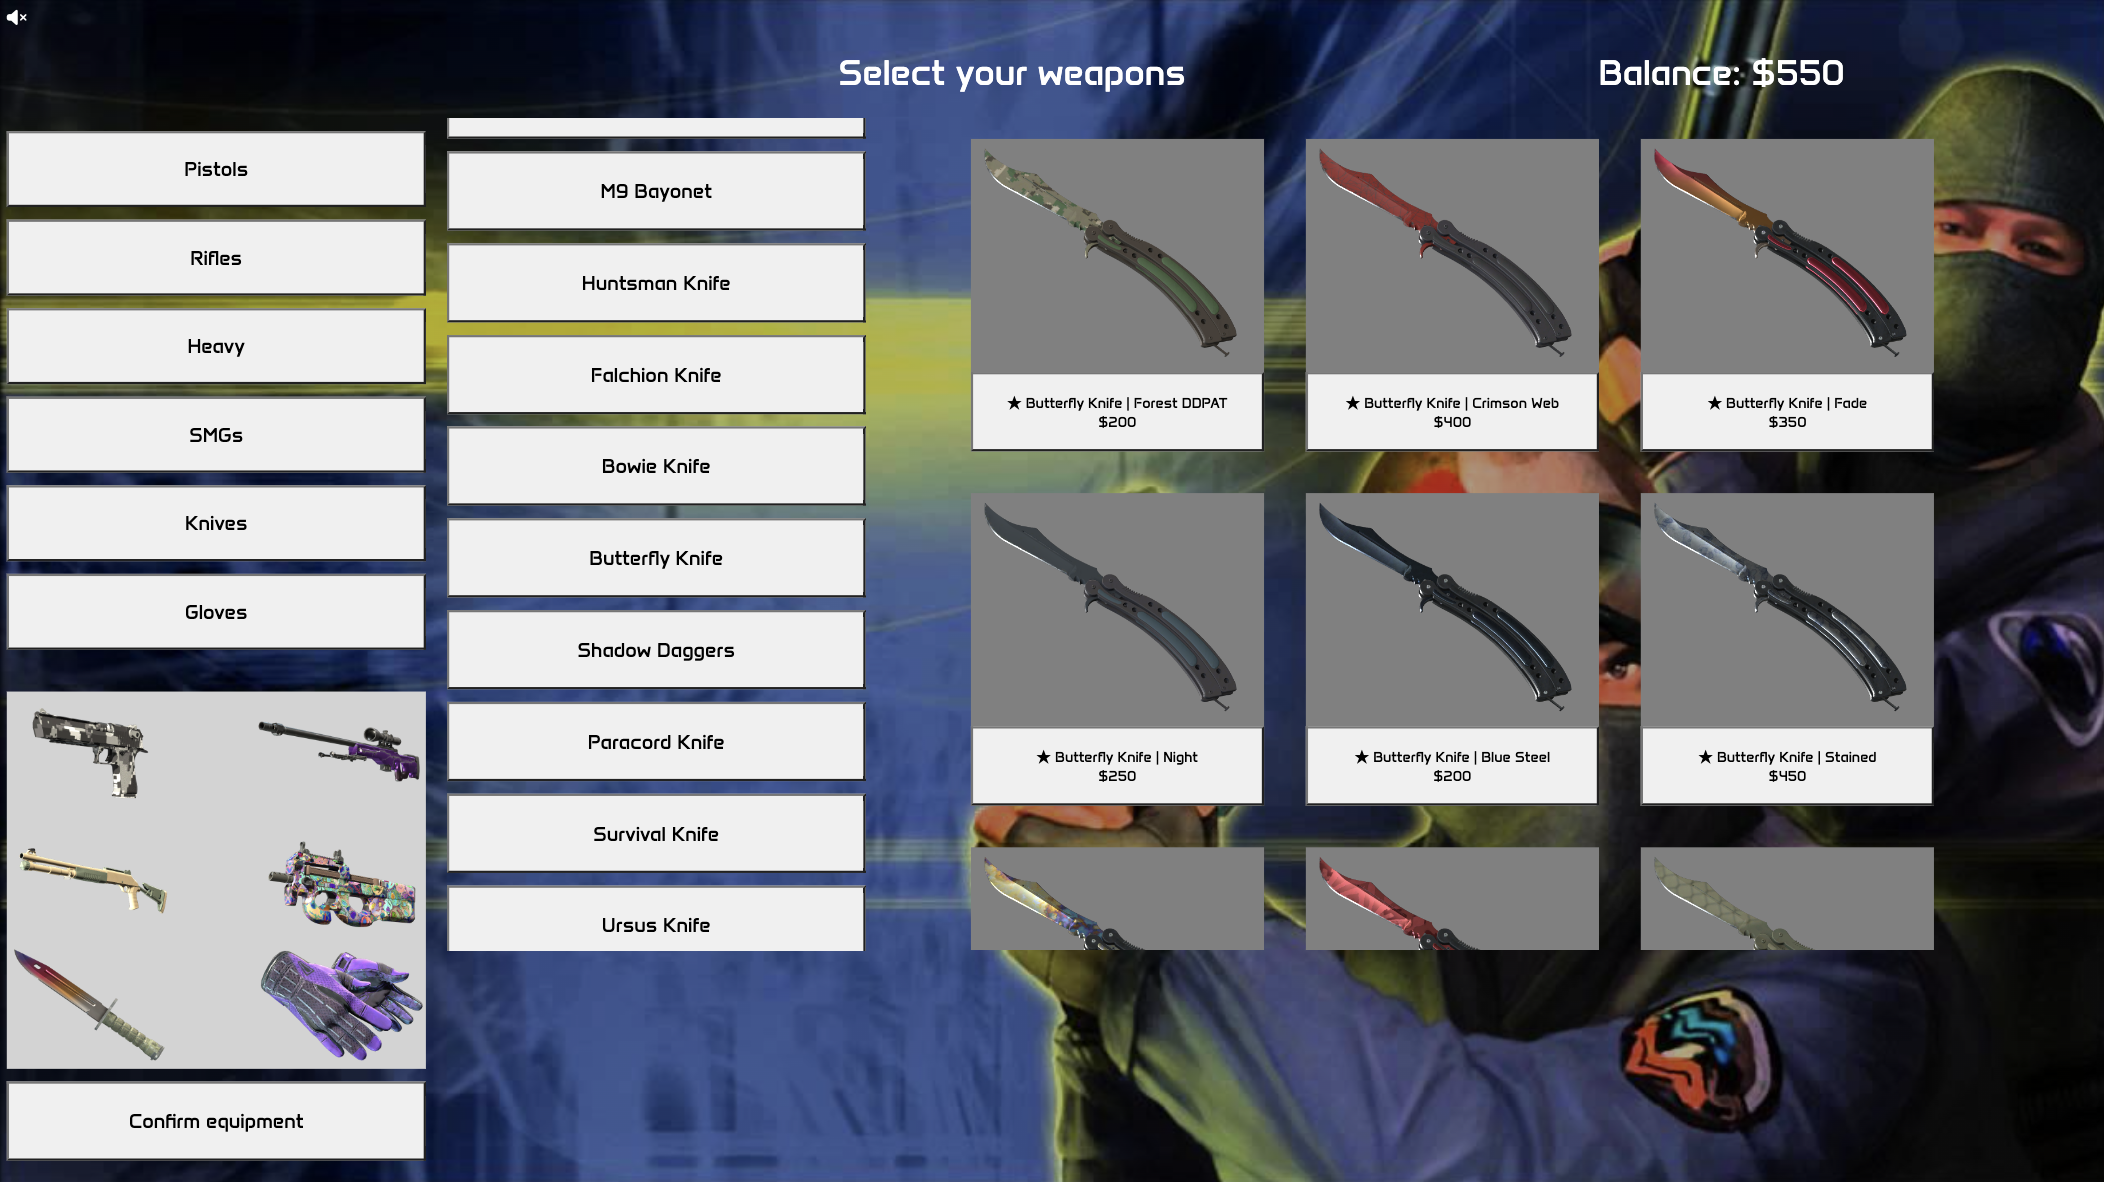 Select your weapons
Balance: $550
Pistols
Rifles
Heavy
SMGs
Knives
Gloves
Confirm equipment
M9 Bayonet
Huntsman Knife
Falchion Knife
Bowie Knife
Butterfly Knife
Shadow Daggers
Paracord Knife
Survival Knife
Ursus Knife
★ Butterfly Knife | Forest DDPAT
$200
★ Butterfly Knife | Crimson Web
$400
★ Butterfly Knife | Fade
$350
★ Butterfly Knife | Night
$250
★ Butterfly Knife | Blue Steel
$200
★ Butterfly Knife | Stained
$450